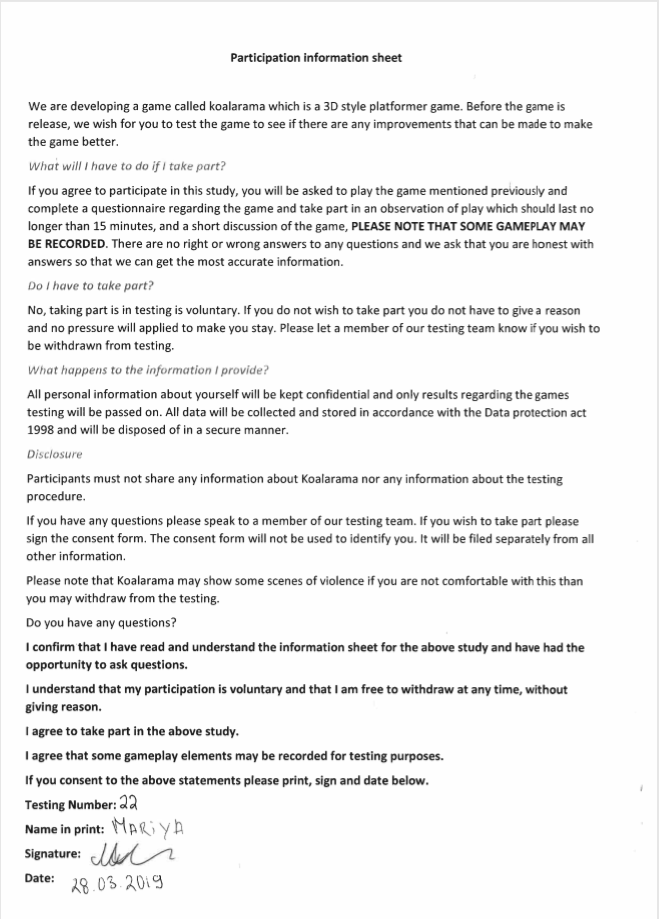 Participation information sheet
We are developing a game called koalarama which is a 3D style platformer game. Before the game is
release, we wish for you to test the game to see if there are any improvements that can be made to make
the game better.
What will I have to do if I take part?
If you agree to participate in this study, you will be asked to play the game mentioned previously and
complete a questionnaire regarding the game and take part in an observation of play which should last no
longer than 15 minutes, and a short discussion of the game, PLEASE NOTE THAT SOME GAMEPLAY MAY
BE RECORDED. There are no right or wrong answers to any questions and we ask that you are honest with
answers so that we can get the most accurate information.
Do I have to take part?
No, taking part is in testing is voluntary. If you do not wish to take part you do not have to give a reason
and no pressure will applied to make you stay. Please let a member of our testing team know if you wish to
be withdrawn from testing.
What happens to the information I provide?
All personal information about yourself will be kept confidential and only results regarding the games
testing will be passed on. All data will be collected and stored in accordance with the Data protection act
1998 and will be disposed of in a secure manner.
Disclosure
Participants must not share any information about Koalarama nor any information about the testing
procedure.
If you have any questions please speak to a member of our testing team. If you wish to take part please
sign the consent form. The consent form will not be used to identify you. It will be filed separately from all
other information.
Please note that Koalarama may show some scenes of violence if you are not comfortable with this than
you may withdraw from the testing.
Do you have any questions?
I confirm that I have read and understand the information sheet for the above study and have had the
opportunity to ask questions.
I understand that my participation is voluntary and that I am free to withdraw at any time, without
giving reason.
I agree to take part in the above study.
I agree that some gameplay elements may be recorded for testing purposes.
If you consent to the above statements please print, sign and date below.
Testing Number: 22
Name in print: MARiYA
Signature:
Date: 28.03.2019